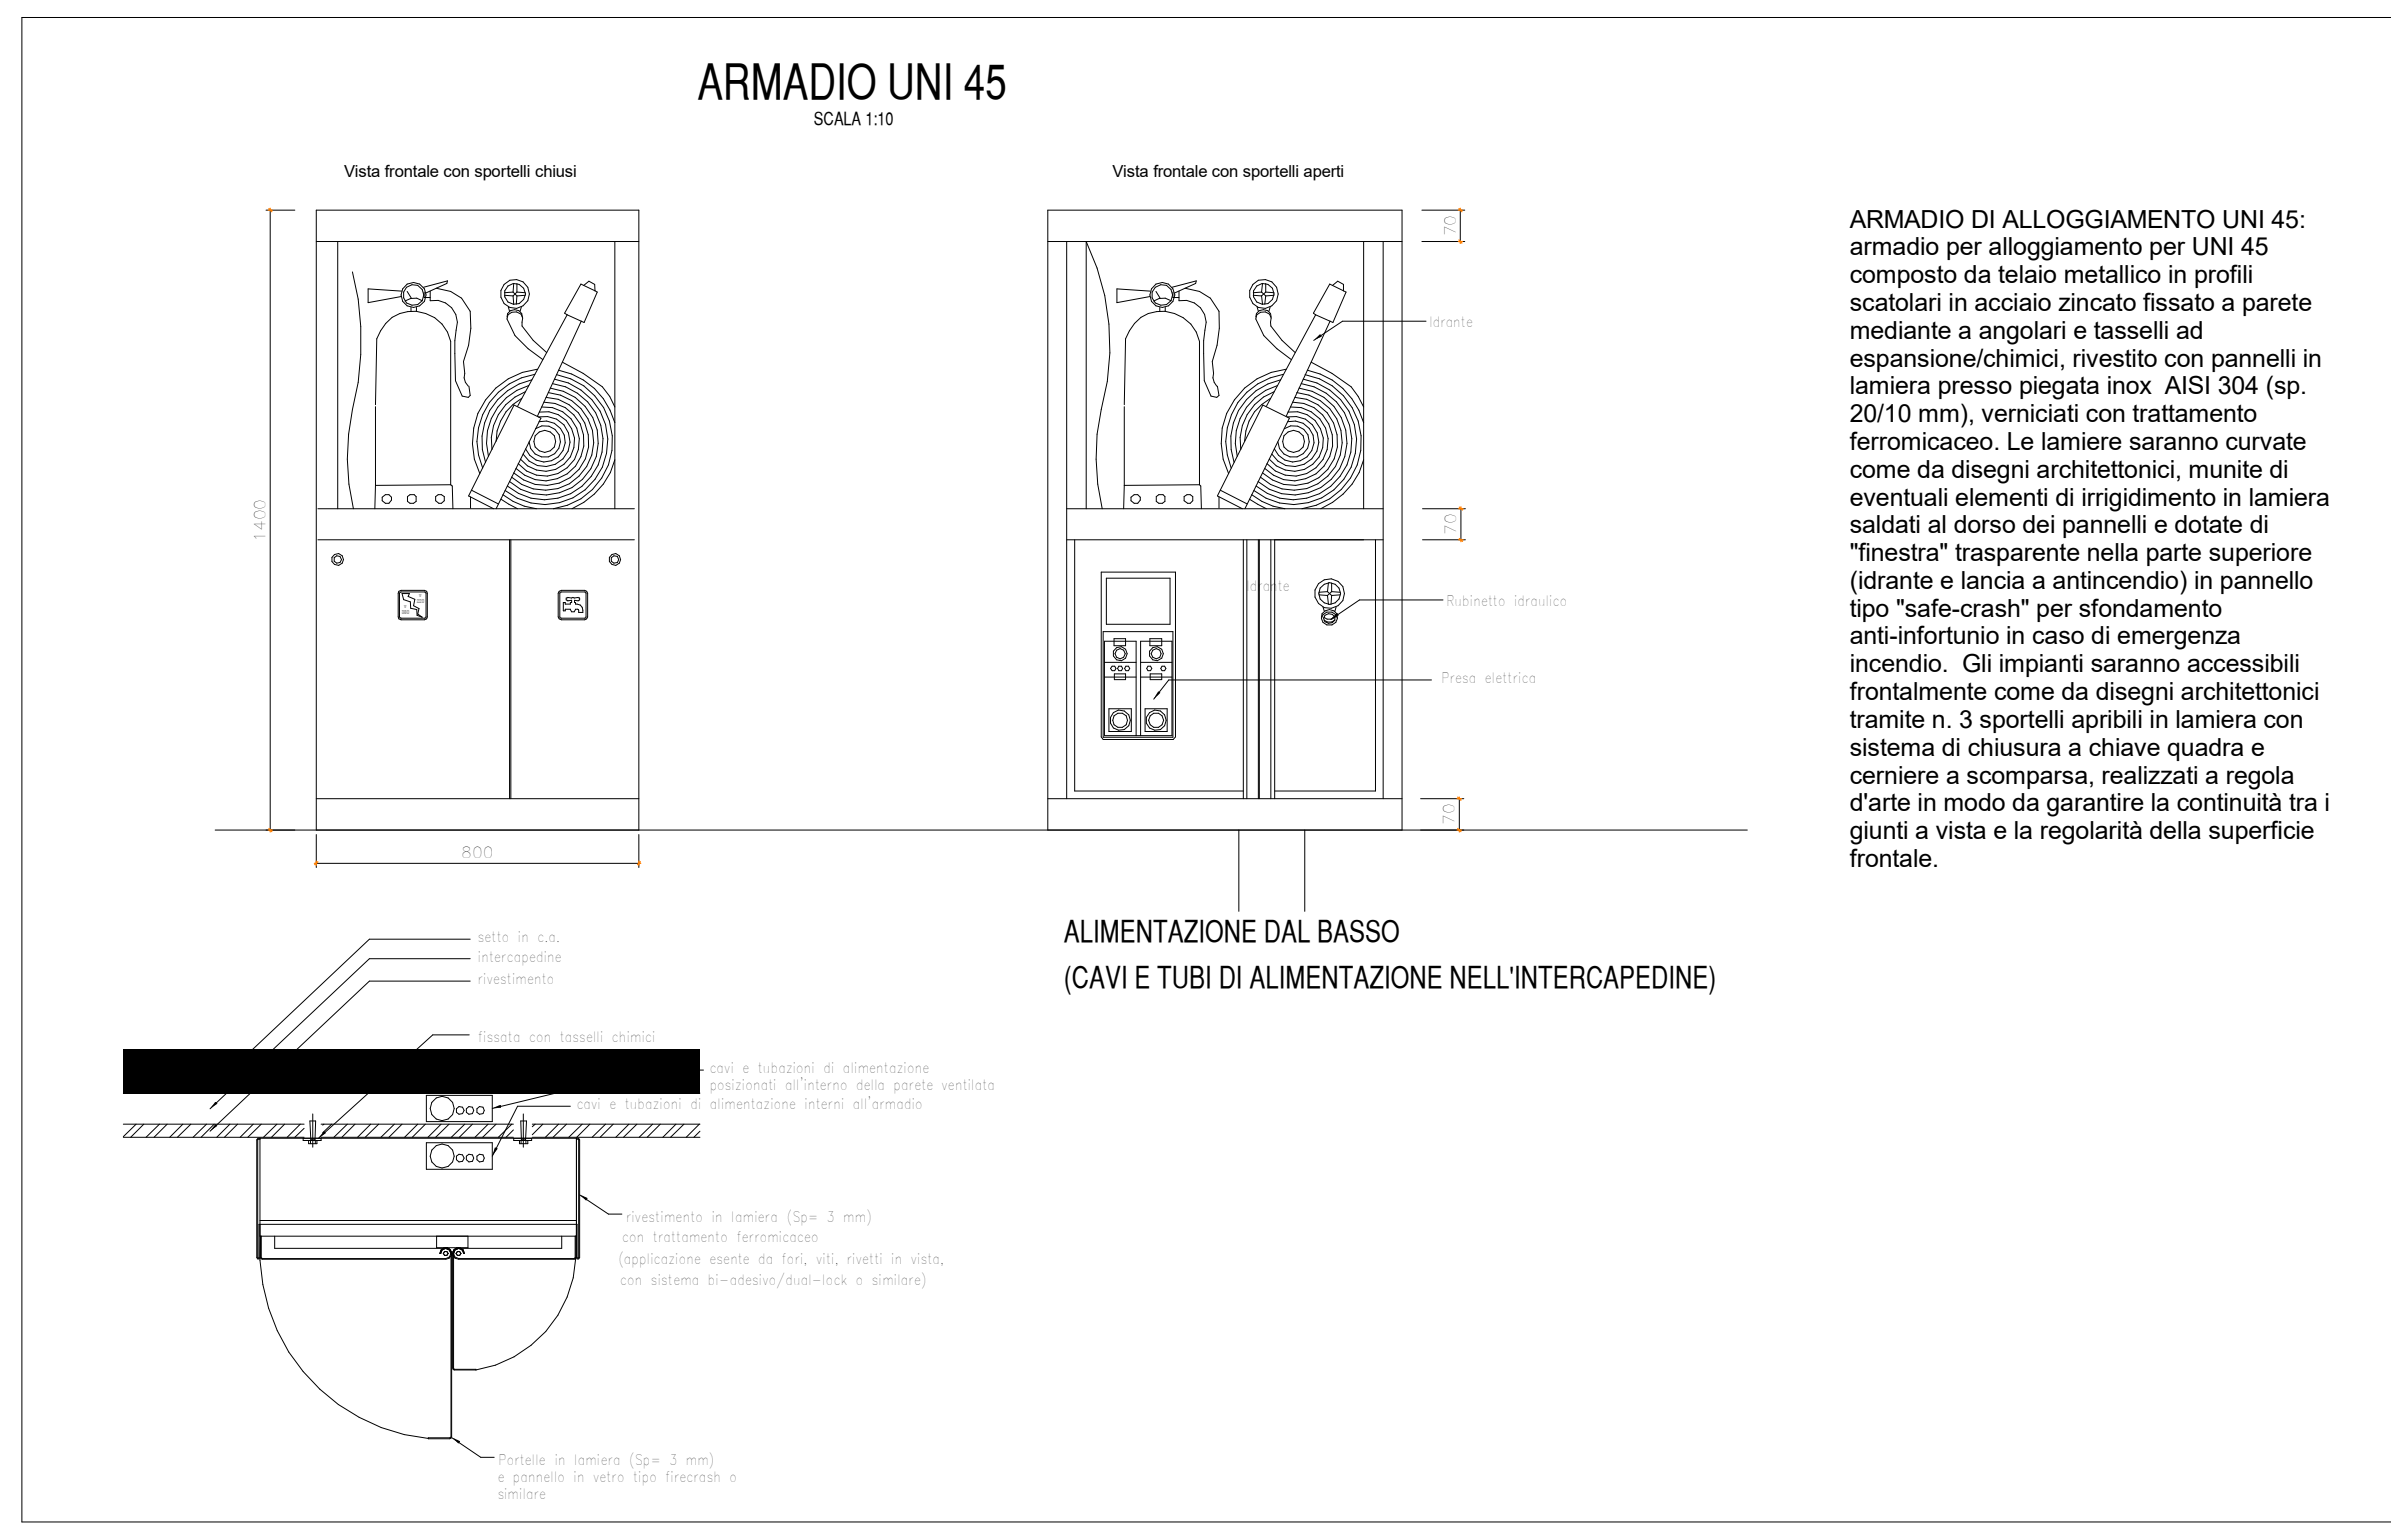 ARMADIO UNI 45
SCALA 1:10
Vista frontale con sportelli chiusi
Vista frontale con sportelli aperti
1400
800
70
70
70
Idrante
Idrante
Rubinetto idraulico
Presa elettrica
ALIMENTAZIONE DAL BASSO
(CAVI E TUBI DI ALIMENTAZIONE NELL'INTERCAPEDINE)
setto in c.a.
intercapedine
rivestimento
fissata con tasselli chimici
cavi e tubazioni di alimentazione
posizionati all'interno della parete ventilata
cavi e tubazioni di alimentazione interni all'armadio
rivestimento in lamiera (Sp= 3 mm)
con trattamento ferromicaceo
(applicazione esente da fori, viti, rivetti in vista,
con sistema bi-adesivo/dual-lock o similare)
Portelle in lamiera (Sp= 3 mm)
e pannello in vetro tipo firecrash o
similare
ARMADIO DI ALLOGGIAMENTO UNI 45:
armadio per alloggiamento per UNI 45
composto da telaio metallico in profili
scatolari in acciaio zincato fissato a parete
mediante a angolari e tasselli ad
espansione/chimici, rivestito con pannelli in
lamiera presso piegata inox  AISI 304 (sp.
20/10 mm), verniciati con trattamento
ferromicaceo. Le lamiere saranno curvate
come da disegni architettonici, munite di
eventuali elementi di irrigidimento in lamiera
saldati al dorso dei pannelli e dotate di
"finestra" trasparente nella parte superiore
(idrante e lancia a antincendio) in pannello
tipo "safe-crash" per sfondamento
anti-infortunio in caso di emergenza
incendio.  Gli impianti saranno accessibili
frontalmente come da disegni architettonici
tramite n. 3 sportelli apribili in lamiera con
sistema di chiusura a chiave quadra e
cerniere a scomparsa, realizzati a regola
d'arte in modo da garantire la continuità tra i
giunti a vista e la regolarità della superficie
frontale.